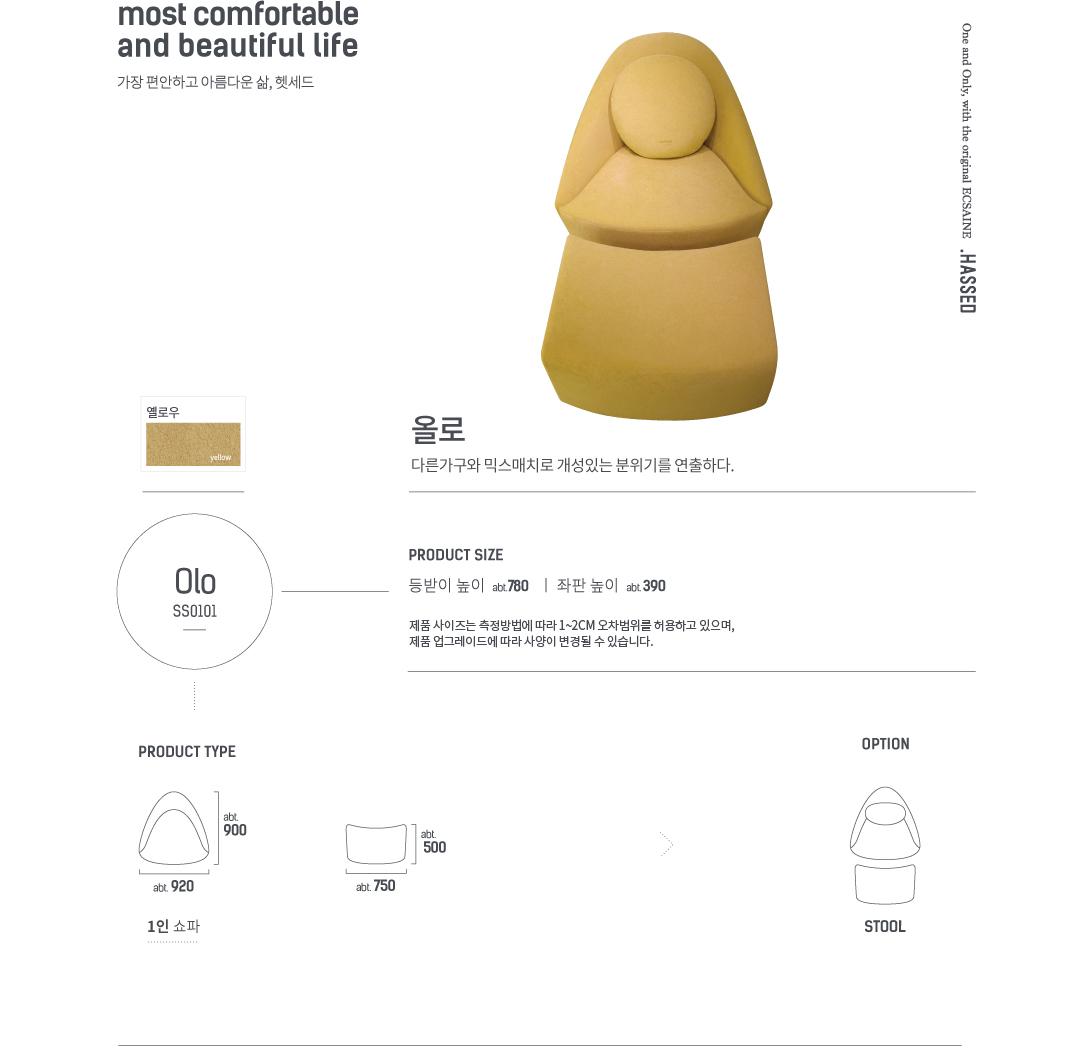 most comfortable
and beautiful life
가장 편안하고 아름다운 삶, 헷세드
One and Only, with the original ECSAINE .HASSED
옐로우
yellow
올로
다른가구와 믹스매치로 개성있는 분위기를 연출하다.
Olo
SS0101
PRODUCT SIZE
등받이 높이 abt.780 | 좌판 높이 abt.390
제품 사이즈는 측정방법에 따라 1~2CM 오차범위를 허용하고 있으며,
제품 업그레이드에 따라 사양이 변경될 수 있습니다.
PRODUCT TYPE
abt.
900
abt. 920
1인 쇼파
abt.
500
abt. 750
OPTION
STOOL